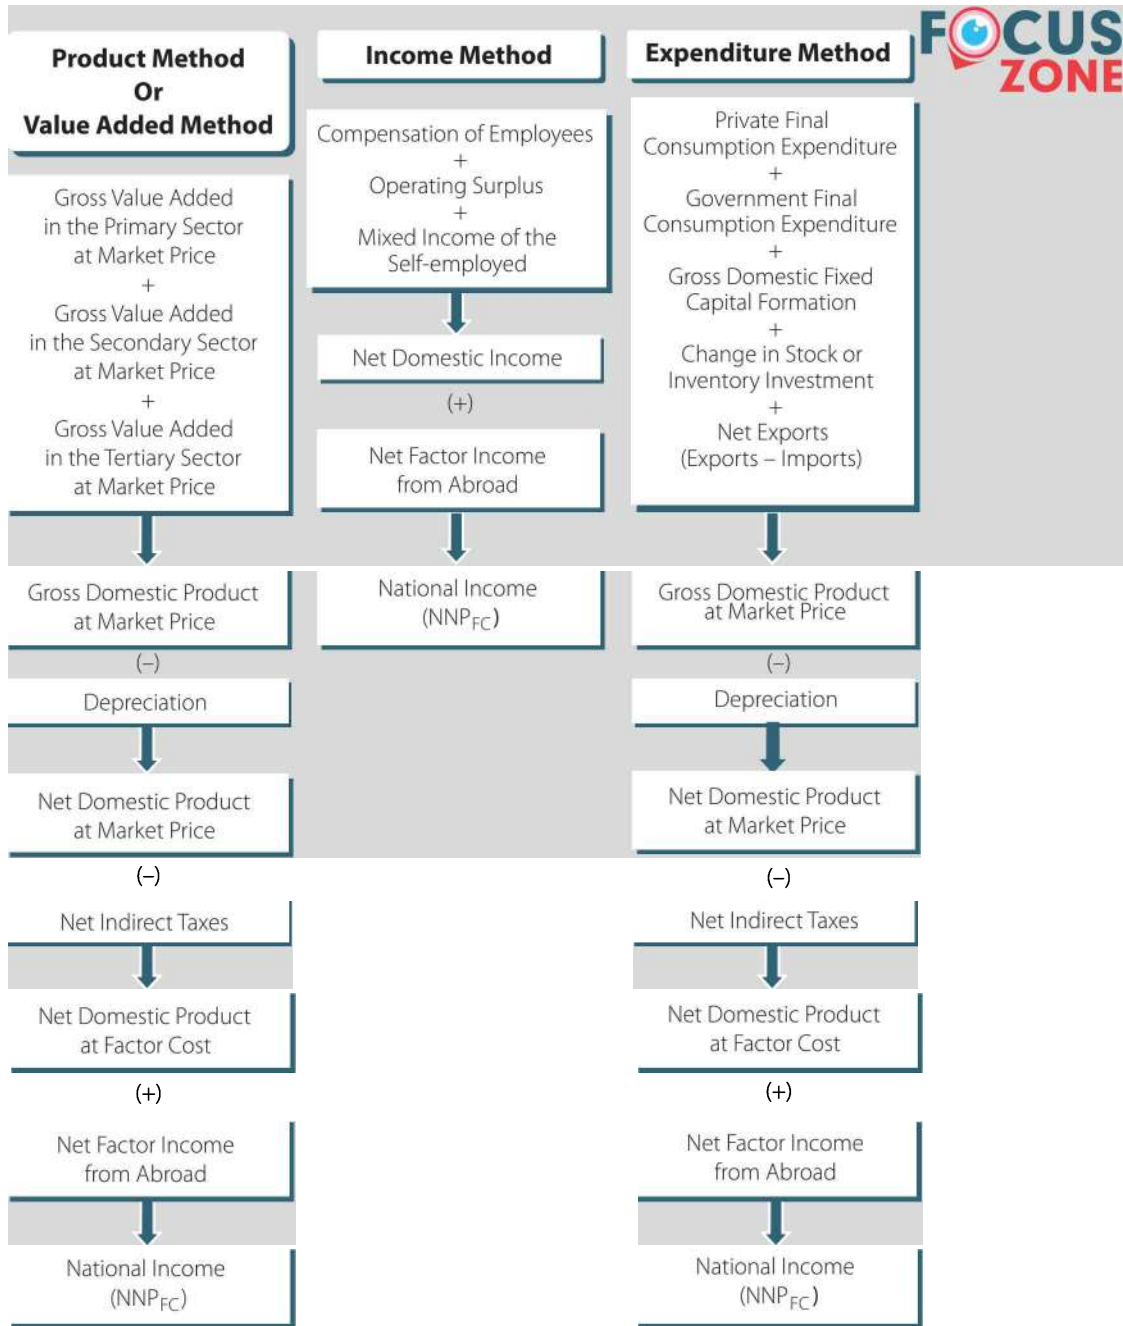 FOCUS
ZONE
Product Method
Or
Value Added Method
Gross Value Added
in the Primary Sector
at Market Price
+
Gross Value Added
in the Secondary Sector
at Market Price
+
Gross Value Added
in the Tertiary Sector
at Market Price
Gross Domestic Product
at Market Price
(–)
Depreciation
Net Domestic Product
at Market Price
(–)
Net Indirect Taxes
Net Domestic Product
at Factor Cost
(+)
Net Factor Income
from Abroad
National Income
(NNPFC)
Income Method
Compensation of Employees
+
Operating Surplus
+
Mixed Income of the
Self-employed
Net Domestic Income
(+)
Net Factor Income
from Abroad
National Income
(NNPFC)
Expenditure Method
Private Final
Consumption Expenditure
+
Government Final
Consumption Expenditure
+
Gross Domestic Fixed
Capital Formation
+
Change in Stock or
Inventory Investment
+
Net Exports
(Exports – Imports)
Gross Domestic Product
at Market Price
(–)
Depreciation
Net Domestic Product
at Market Price
(–)
Net Indirect Taxes
Net Domestic Product
at Factor Cost
(+)
Net Factor Income
from Abroad
National Income
(NNPFC)